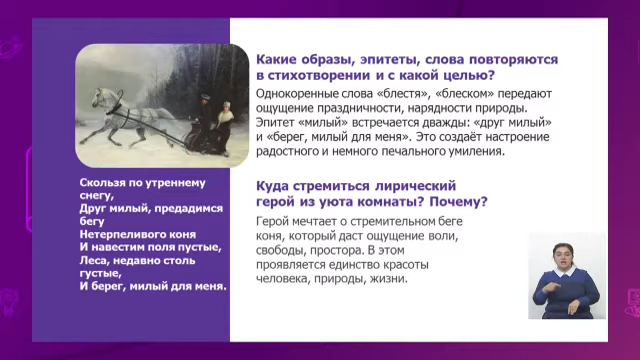 Какие образы, эпитеты, слова повторяются
в стихотворении и с какой целью?
Однокоренные слова «блестя», «блеском» передают
ощущение праздничности, нарядности природы.
Эпитет «милый» встречается дважды: «друг милый»
и «берег, милый для меня». Это создаёт настроение
радостного и немного печального умиления.
Скользя по утреннему
снегу,
Друг милый, предадимся
бегу
Нетерпеливого коня
И навестим поля пустые,
Леса, недавно столь
густые,
И берег, милый для меня.
Куда стремиться лирический
герой из уюта комнаты? Почему?
Герой мечтает о стремительном беге
коня, который даст ощущение воли,
свободы, простора. В этом
проявляется единство красоты
человека, природы, жизни.